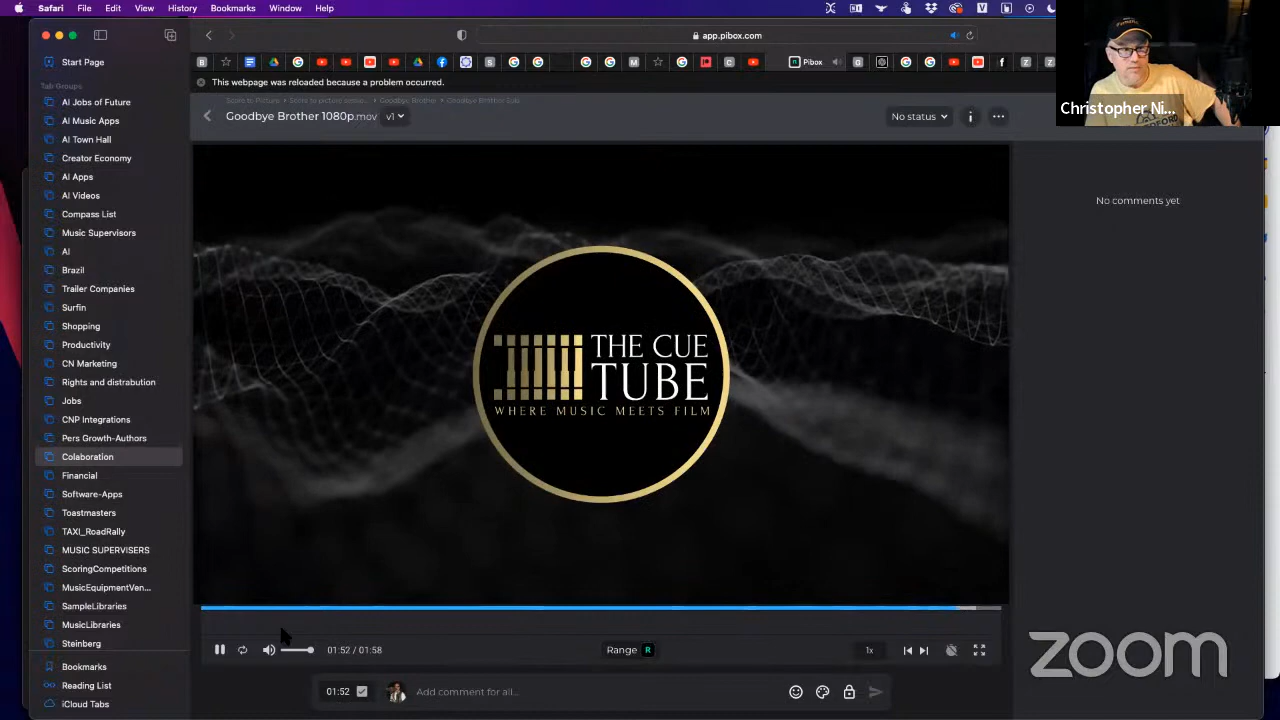 Safari File Edit View History Bookmarks Window Help
app.pibox.com
Pibox
This webpage was reloaded because a problem occurred.
Goodbye Brother 1080p.mov v1
No status
Christopher Ni...
Start Page
Tab Groups
AI Jobs of Future
AI Music Apps
AI Town Hall
Creator Economy
AI Apps
AI Videos
Compass List
Music Supervisors
AI
Brazil
Trailer Companies
Surfin
Shopping
Productivity
CN Marketing
Rights and distrabution
Jobs
CNP Integrations
Pers Growth-Authors
Colaboration
Financial
Software-Apps
Toastmasters
TAXI_RoadRally
MUSIC SUPERVISERS
ScoringCompetitions
MusicEquipmentVen...
SampleLibraries
MusicLibraries
Steinberg
Bookmarks
Reading List
iCloud Tabs
No comments yet
THE CUE
TUBE
WHERE MUSIC MEETS FILM
01:52 / 01:58
Range R
1x
01:52
Add comment for all...
zoom